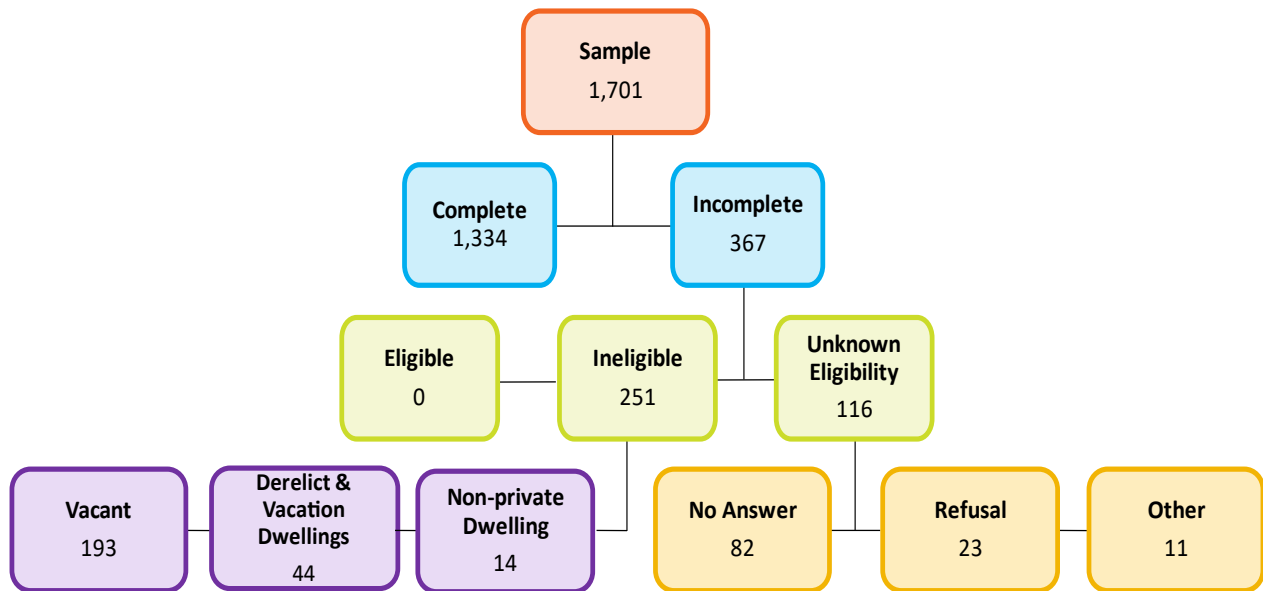 Sample
1,701
Complete
1,334
Incomplete
367
Eligible
0
Ineligible
251
Unknown
Eligibility
116
Vacant
193
Derelict &
Vacation
Dwellings
44
Non-private
Dwelling
14
No Answer
82
Refusal
23
Other
11